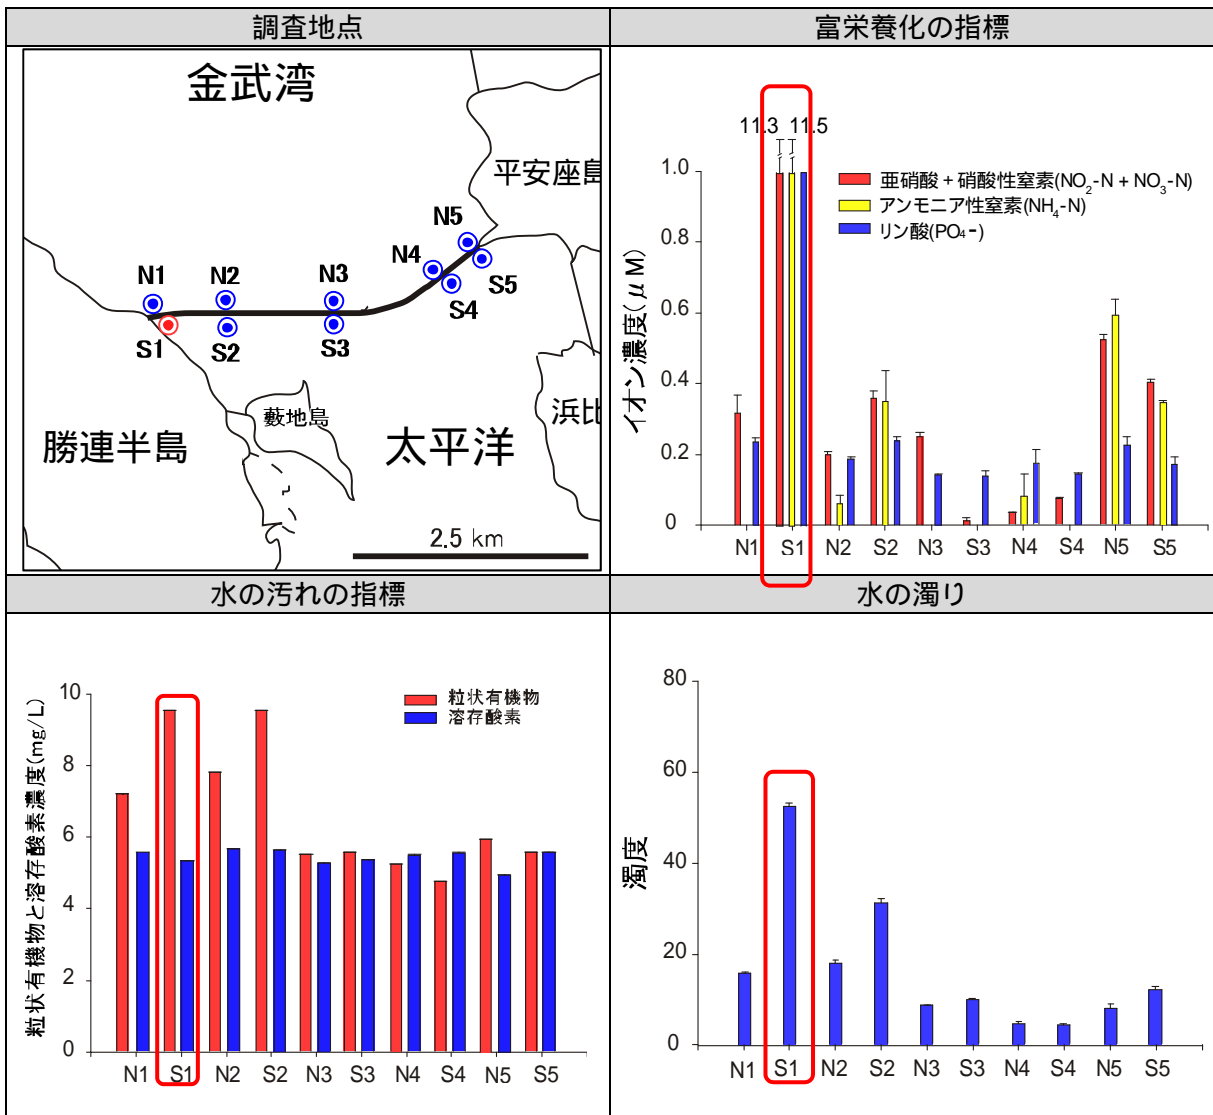 調査地点
金武湾
平安座島
N1
N2
N3
N4
N5
S1
S2
S3
S4
S5
藪地島
浜比
勝連半島
太平洋
2.5 km
富栄養化の指標
11.3 11.5
亜硝酸 + 硝酸性窒素(NO₂-N + NO₃-N)
アンモニア性窒素(NH₄-N)
リン酸(PO₄-)
イオン濃度(μM)
1.0
0.8
0.6
0.4
0.2
0
N1 S1 N2 S2 N3 S3 N4 S4 N5 S5
水の汚れの指標
粒状有機物
溶存酸素
粒状有機物と溶存酸素濃度(mg/L)
10
8
6
4
2
0
N1 S1 N2 S2 N3 S3 N4 S4 N5 S5
水の濁り
濁度
80
60
40
20
0
N1 S1 N2 S2 N3 S3 N4 S4 N5 S5